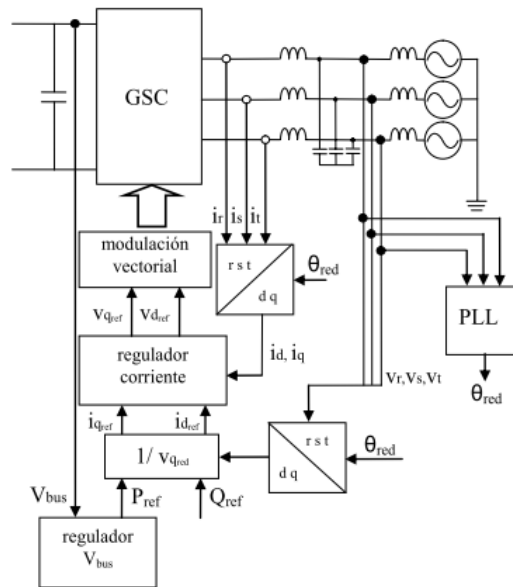 GSC
modulación
vectorial
ir is it
r s t
d q
θred
vqref vdref
id, iq
regulador
corriente
PLL
θred
vr,vs,vt
iqref idref
1/ vqred
r s t
d q
θred
Vbus
Pref Qref
regulador
Vbus